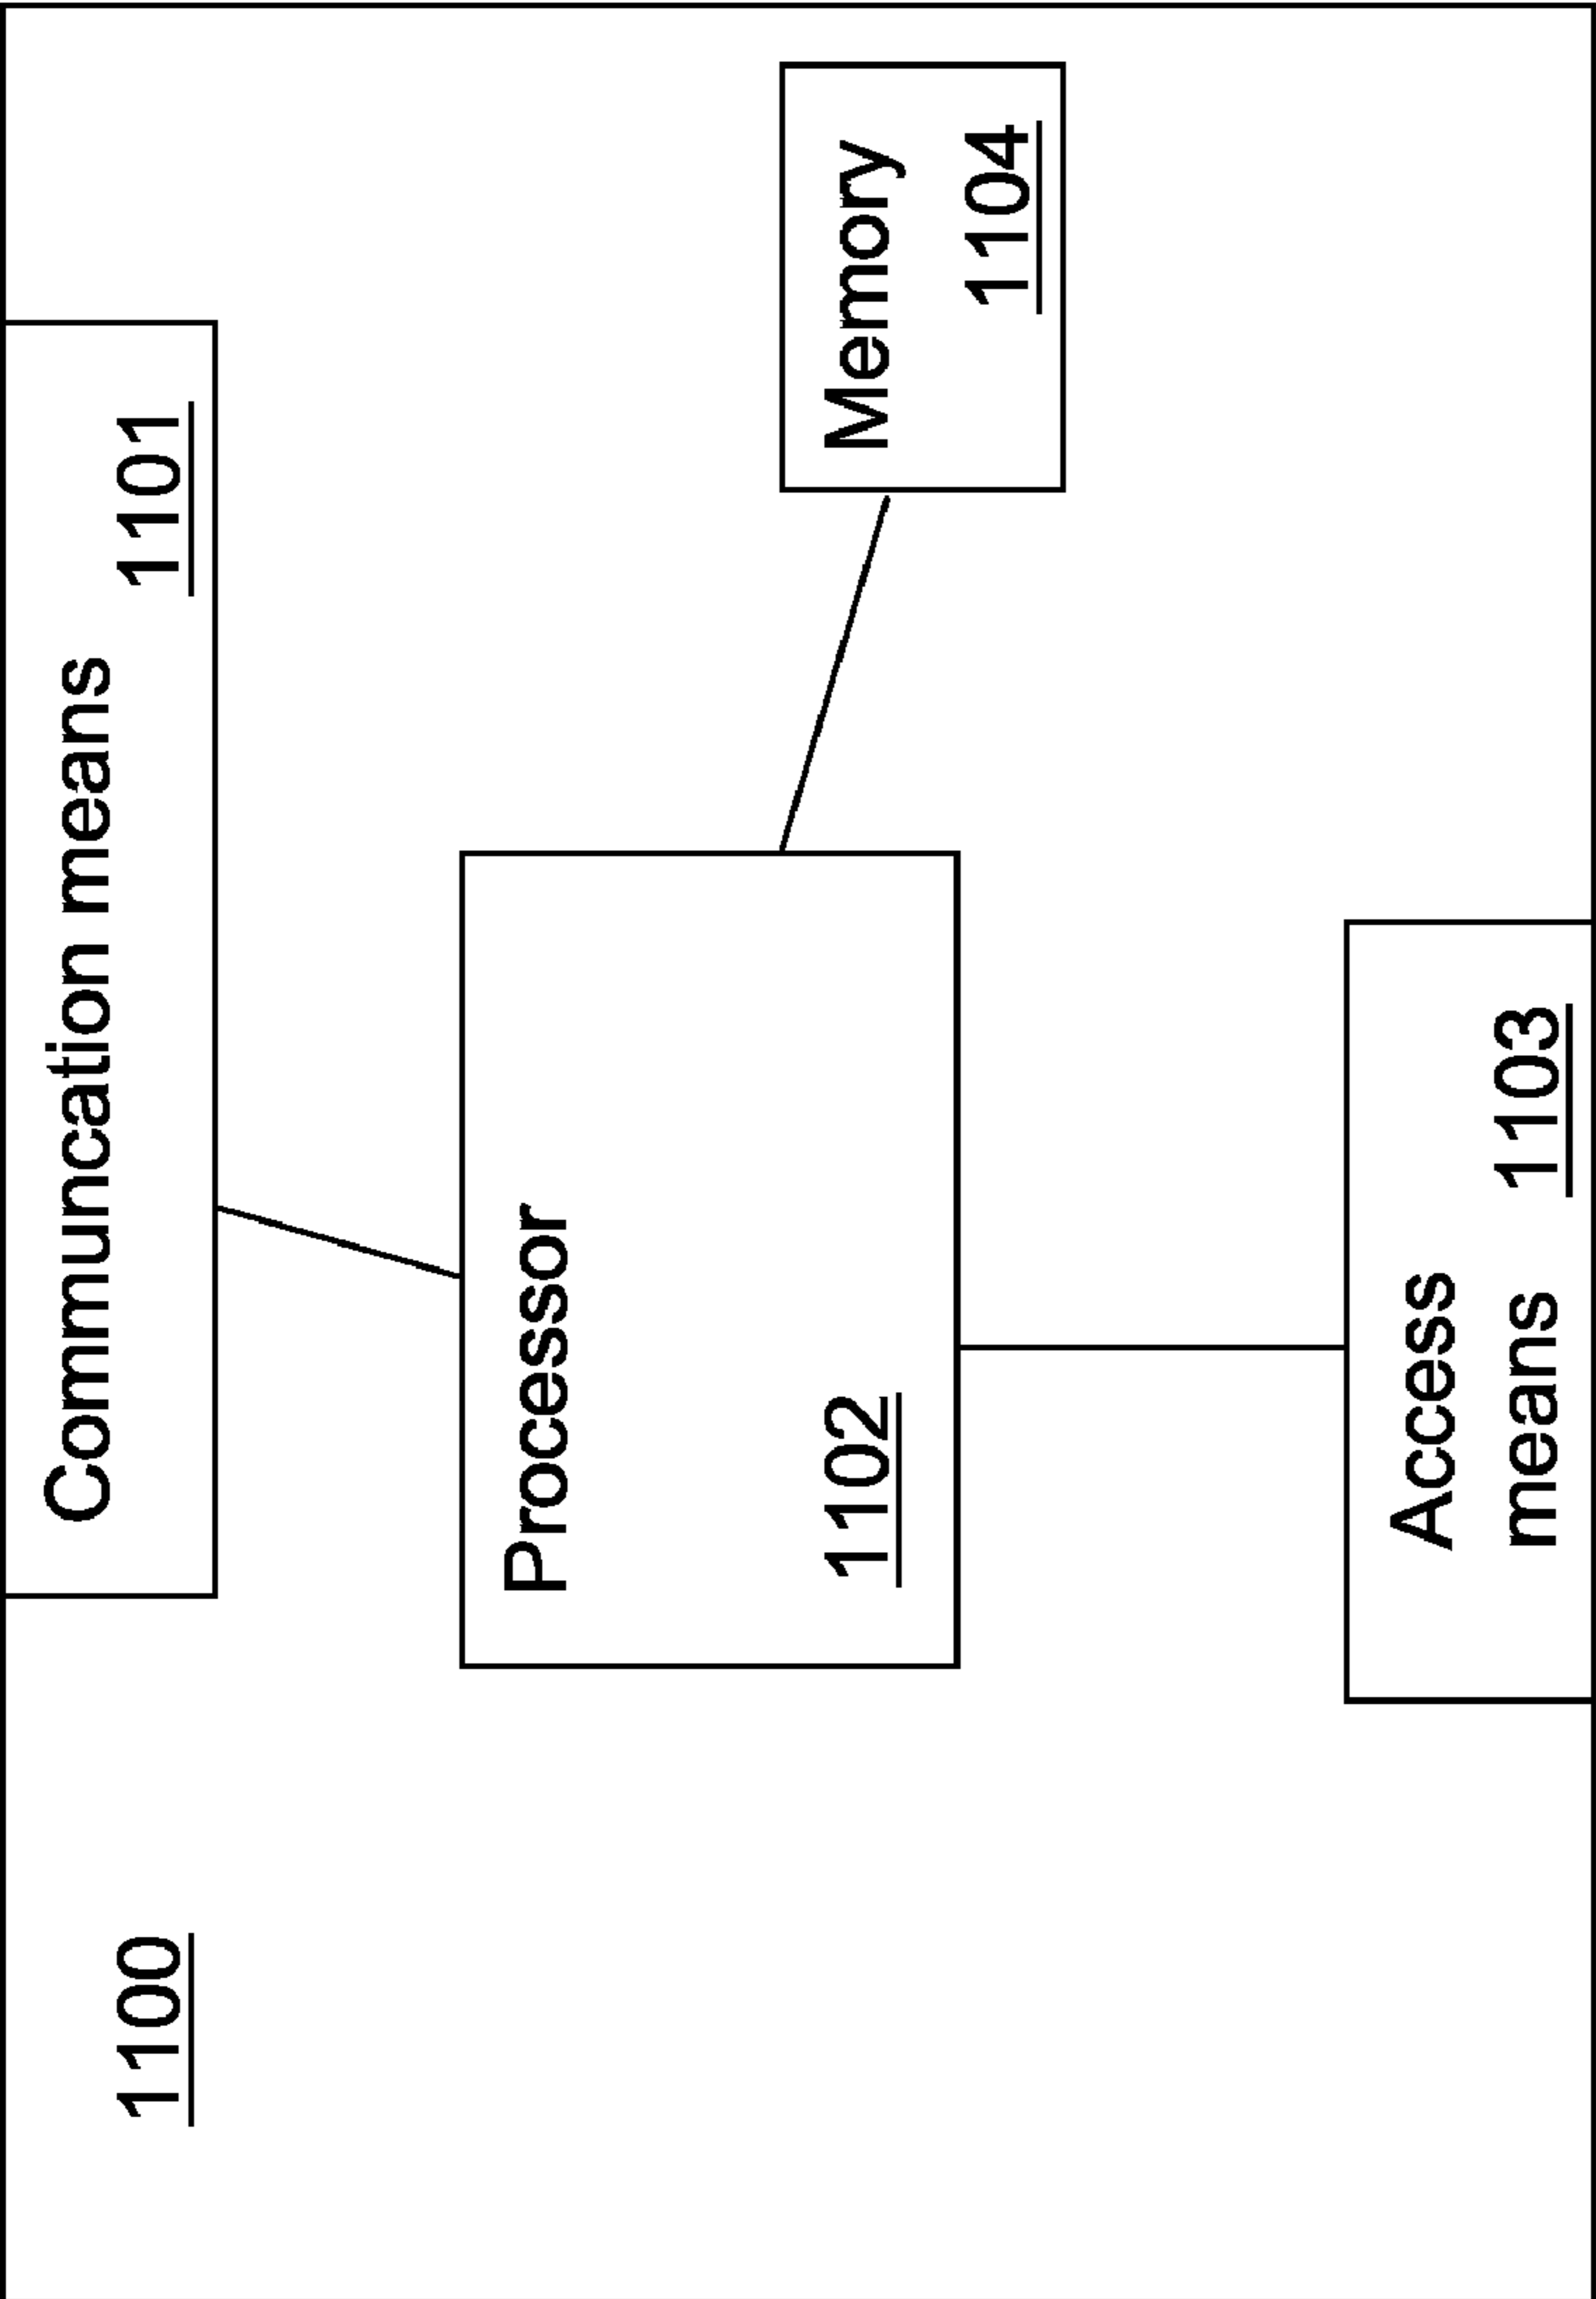 1100
Communcation means
1101
Processor
1102
Memory
1104
Access
means
1103